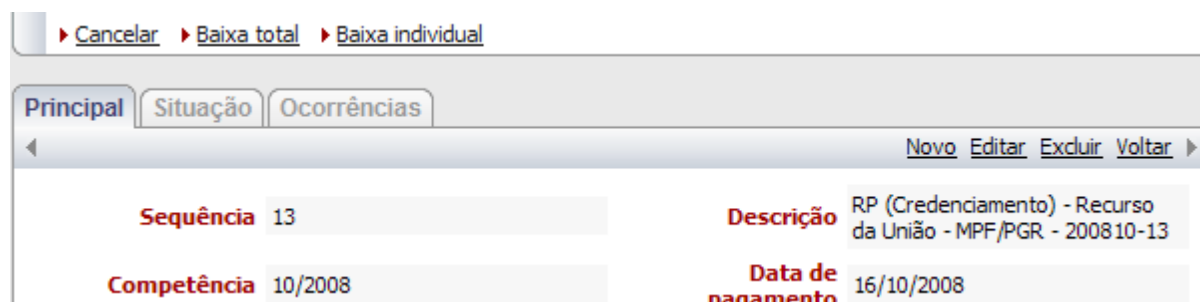 Cancelar Baixa total Baixa individual
Principal Situação Ocorrências
Novo Editar Excluir Voltar
Sequência 13 Descrição RP (Credenciamento) - Recurso
da União - MPF/PGR - 200810-13
Competência 10/2008 Data de 16/10/2008
pagamento